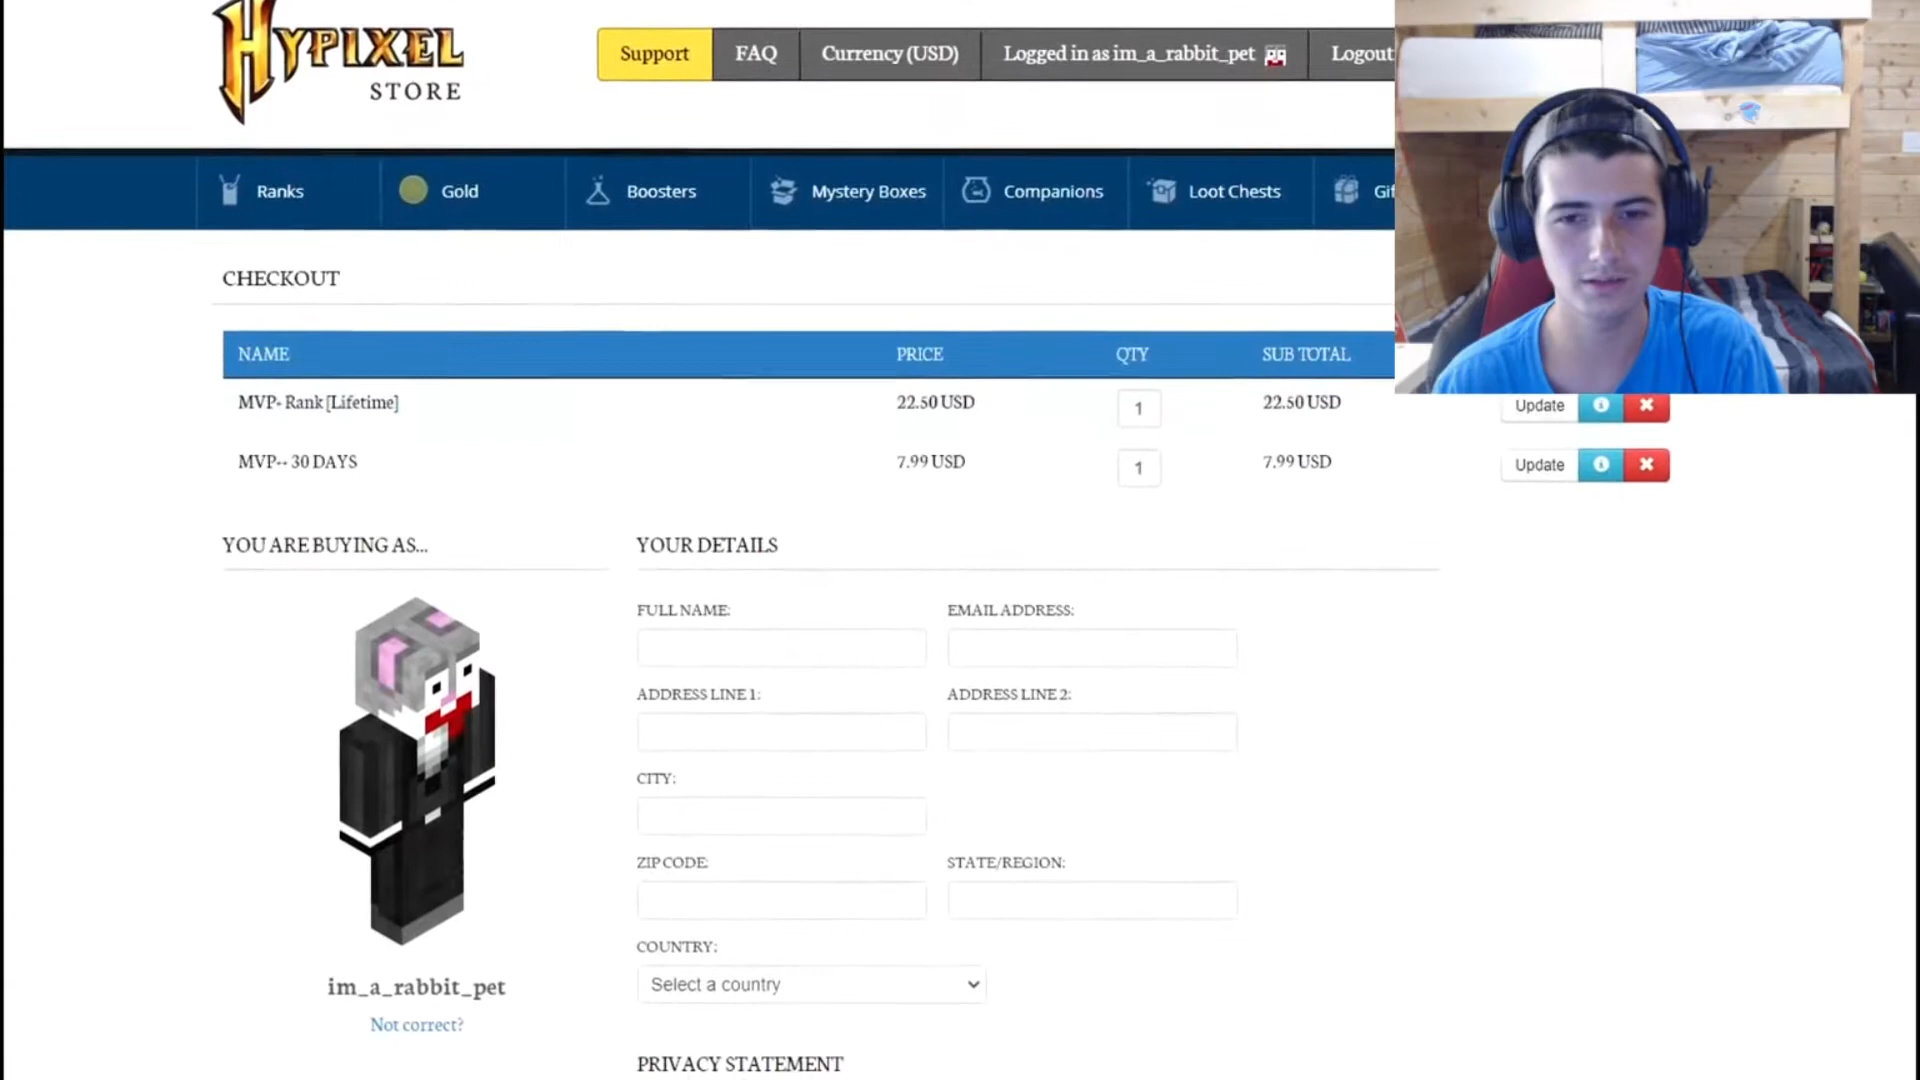 HYPIXEL
STORE
Support FAQ Currency (USD) Logged in as im_a_rabbit_pet Logout
Ranks Gold Boosters Mystery Boxes Companions Loot Chests Gif
CHECKOUT
NAME PRICE QTY SUB TOTAL
MVP+ Rank [Lifetime] 22.50 USD 1 22.50 USD Update
MVP++ 30 DAYS 7.99 USD 1 7.99 USD Update
YOU ARE BUYING AS... YOUR DETAILS
FULL NAME: EMAIL ADDRESS:
ADDRESS LINE 1: ADDRESS LINE 2:
CITY:
ZIP CODE: STATE/REGION:
COUNTRY:
Select a country
im_a_rabbit_pet
Not correct?
PRIVACY STATEMENT